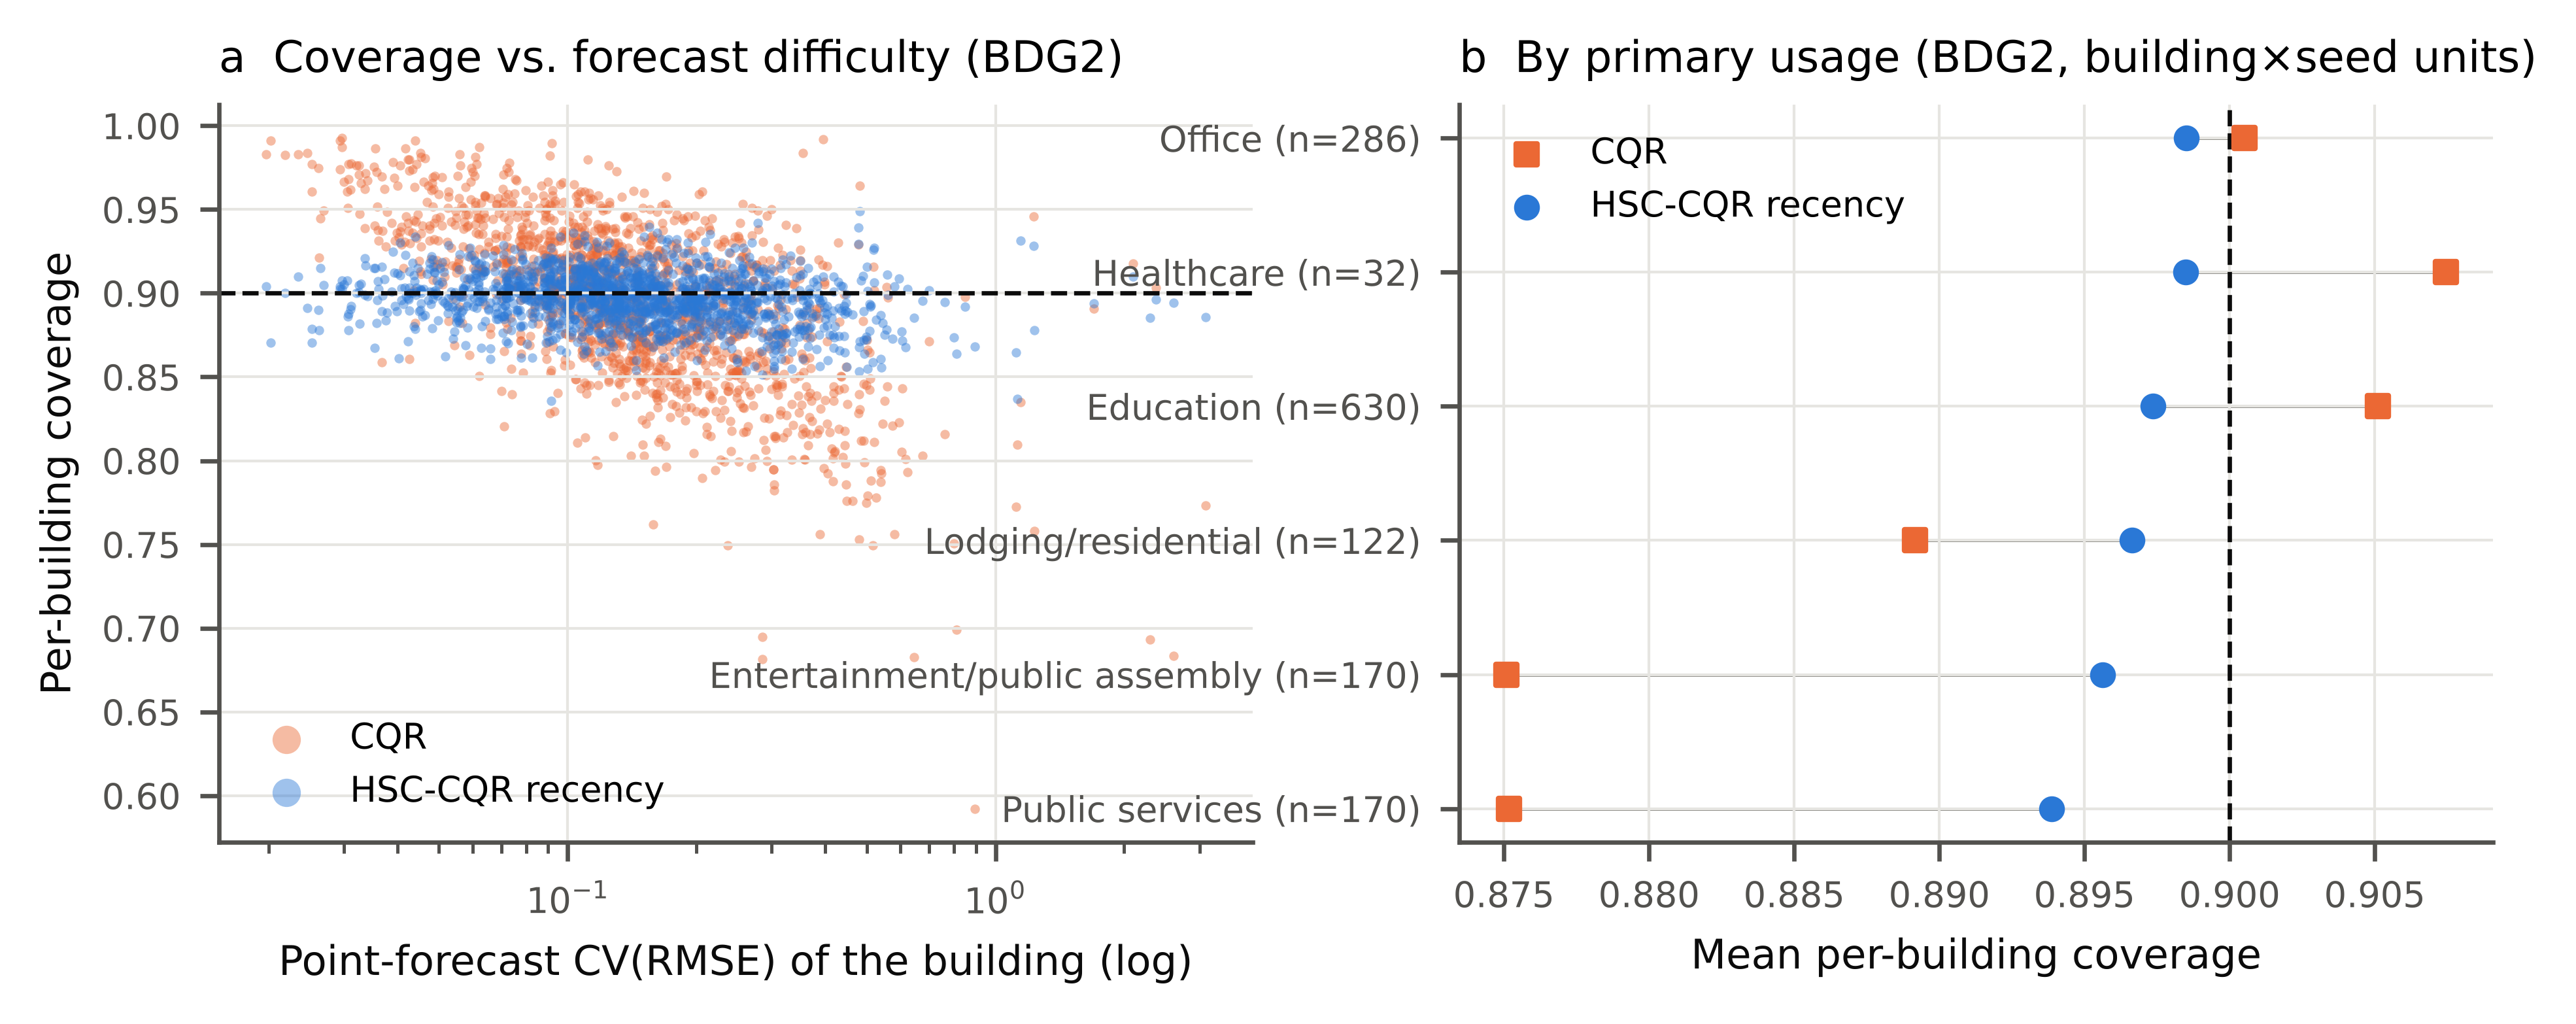 a Coverage vs. forecast difficulty (BDG2)
Per-building coverage
1.00
0.95
0.90
0.85
0.80
0.75
0.70
0.65
0.60
CQR
HSC-CQR recency
10⁻¹
10⁰
Point-forecast CV(RMSE) of the building (log)
b By primary usage (BDG2, building×seed units)
Office (n=286)
Healthcare (n=32)
Education (n=630)
Lodging/residential (n=122)
Entertainment/public assembly (n=170)
Public services (n=170)
CQR
HSC-CQR recency
0.875 0.880 0.885 0.890 0.895 0.900 0.905
Mean per-building coverage